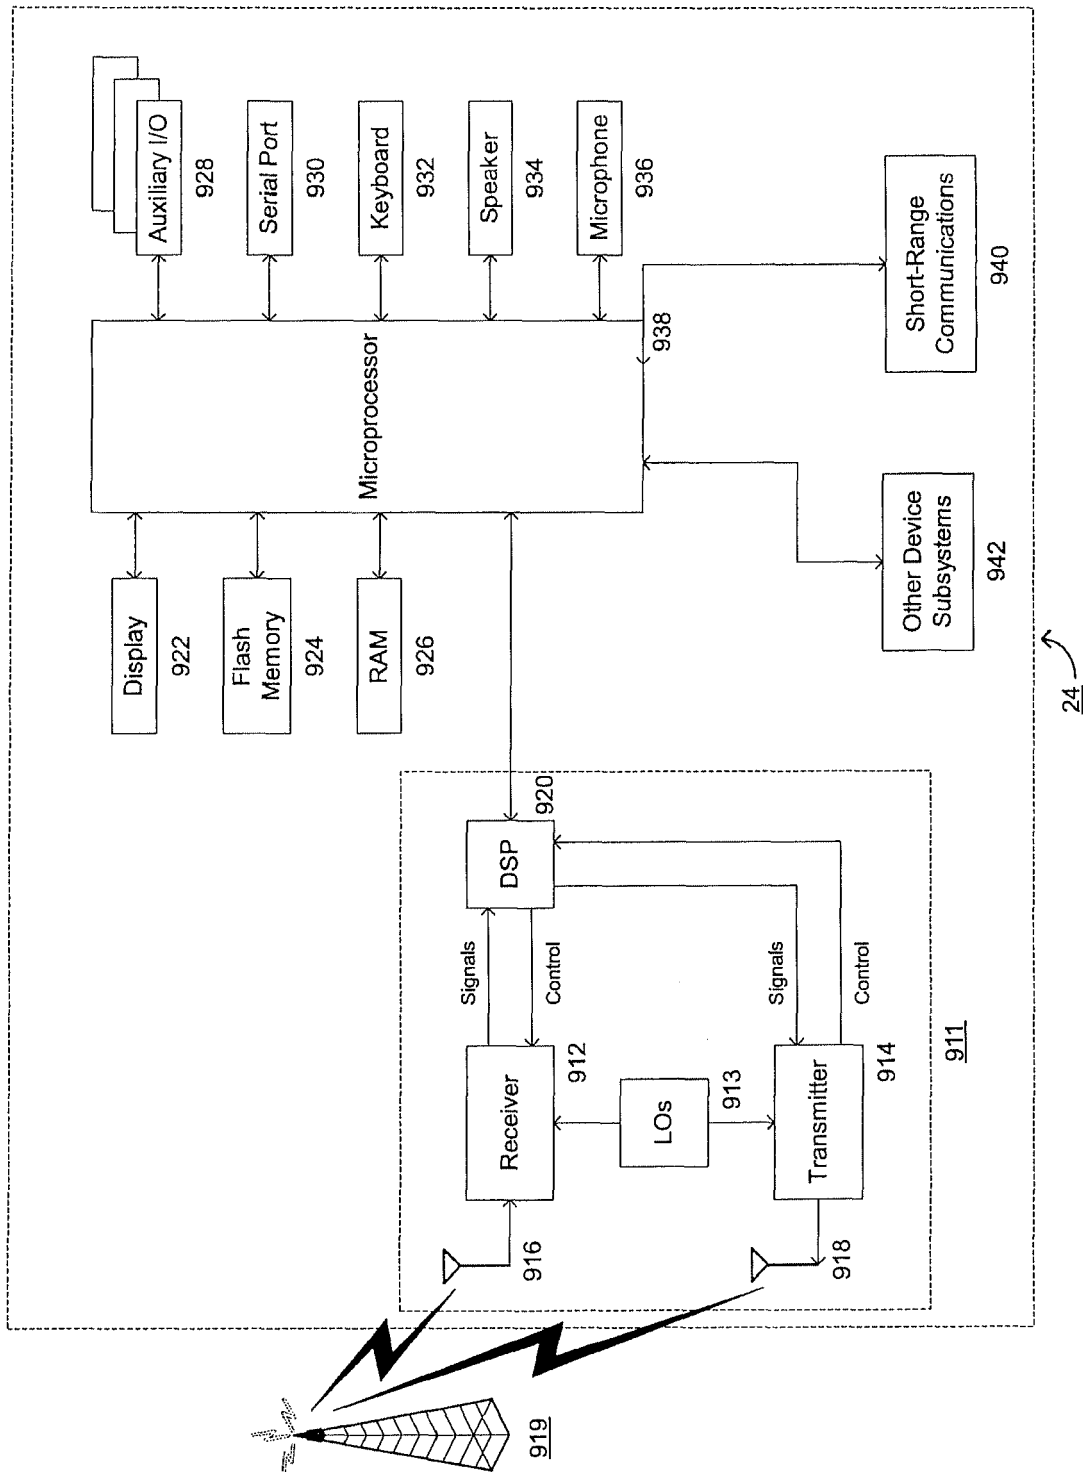 Display
922
Flash
Memory
924
RAM
926
Microprocessor
938
Auxiliary I/O
928
Serial Port
930
Keyboard
932
Speaker
934
Microphone
936
Short-Range
Communications
940
Other Device
Subsystems
942
DSP
920
Signals
Control
Signals
Control
Receiver
912
LOs
913
Transmitter
914
911
916
918
919
24